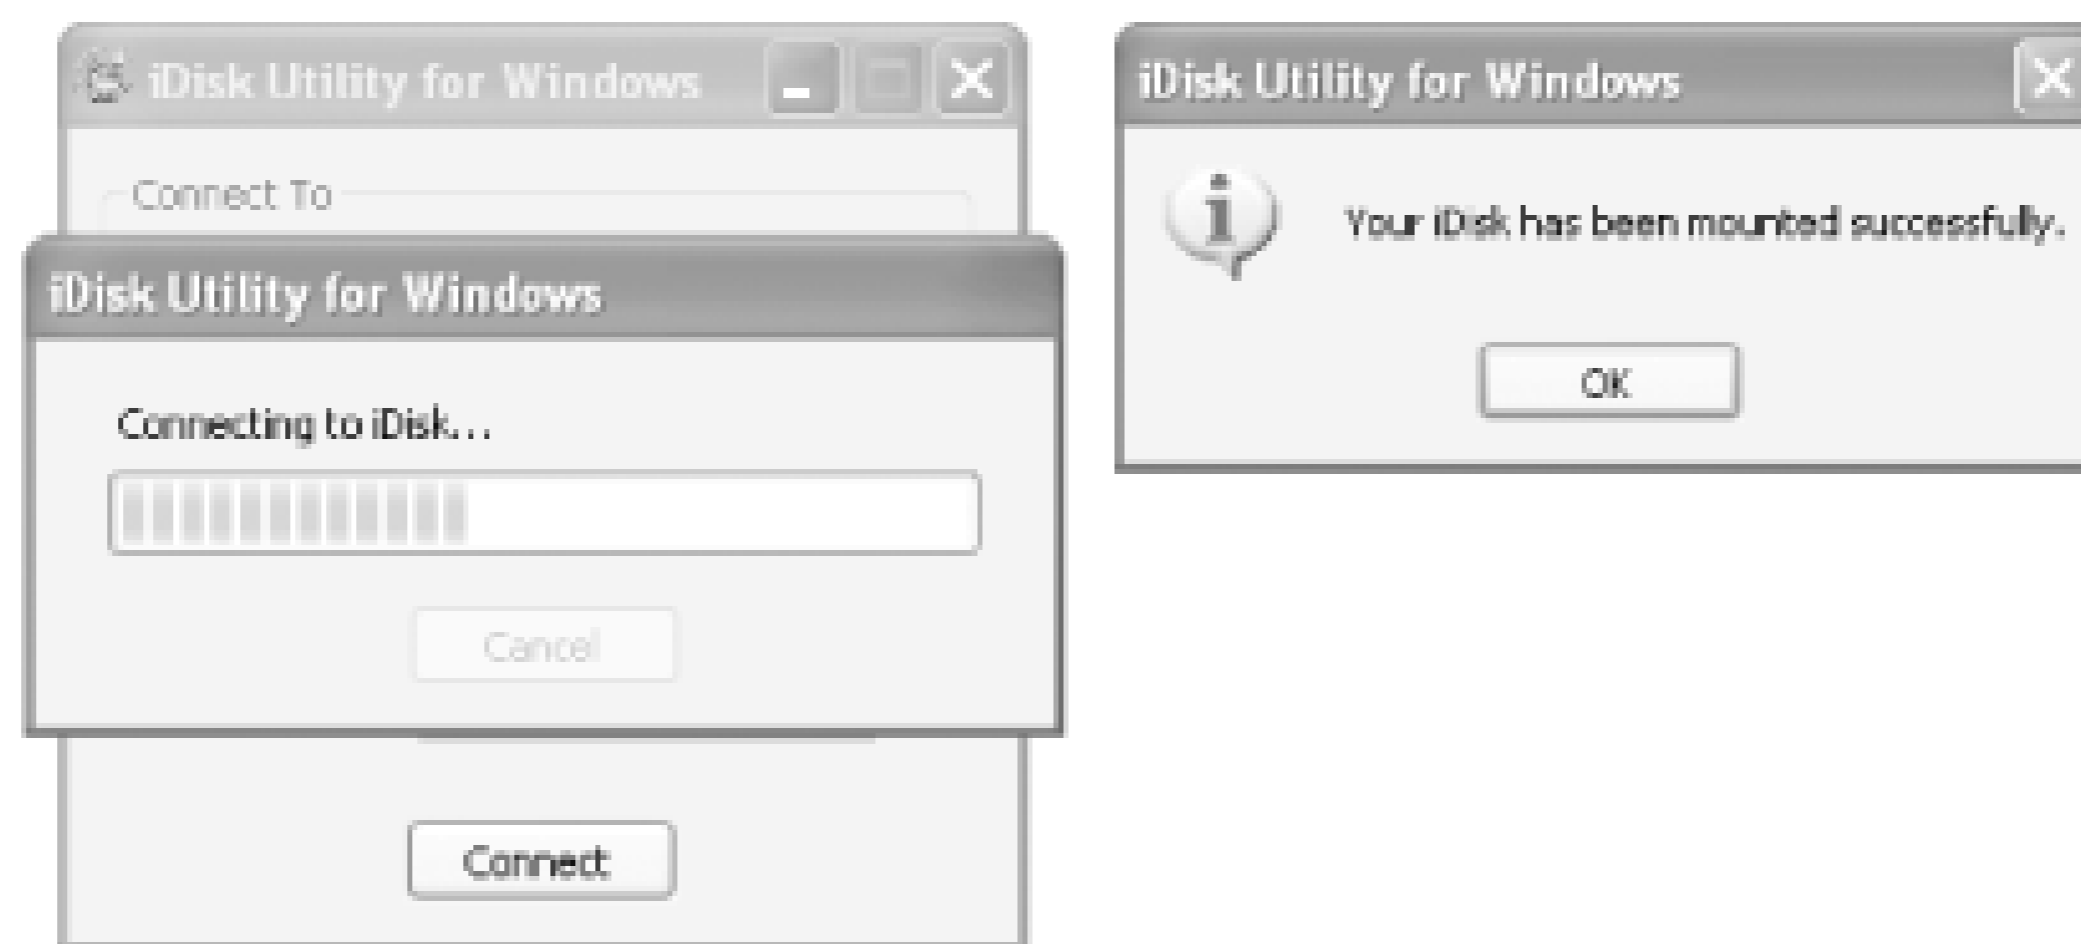 iDisk Utility for Windows
Connect To
iDisk Utility for Windows
Connecting to iDisk...
Cancel
Connect
iDisk Utility for Windows
Your iDisk has been mounted successfully.
OK